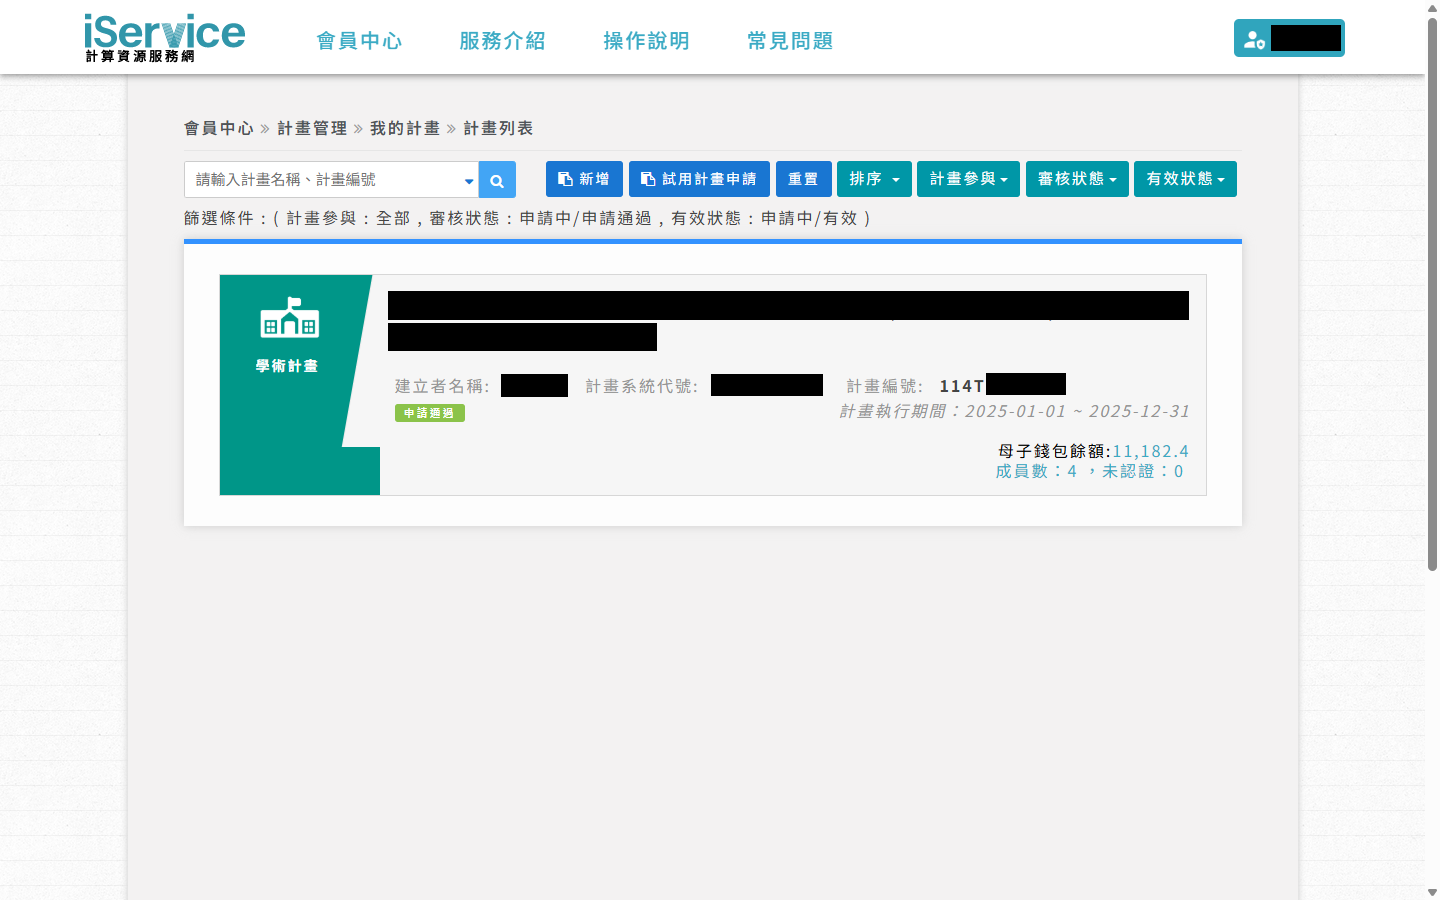 iService
計算資源服務網
會員中心 服務介紹 操作說明 常見問題
會員中心 » 計畫管理 » 我的計畫 » 計畫列表
請輸入計畫名稱、計畫編號
新增 試用計畫申請 重置 排序 計畫參與 審核狀態 有效狀態
篩選條件 : ( 計畫參與 : 全部 , 審核狀態 : 申請中/申請通過 , 有效狀態 : 申請中/有效 )
學術計畫
建立者名稱: 計畫系統代號: 計畫編號: 114T
申請通過
計畫執行期間：2025-01-01 ~ 2025-12-31
母子錢包餘額:11,182.4
成員數：4 ，未認證：0